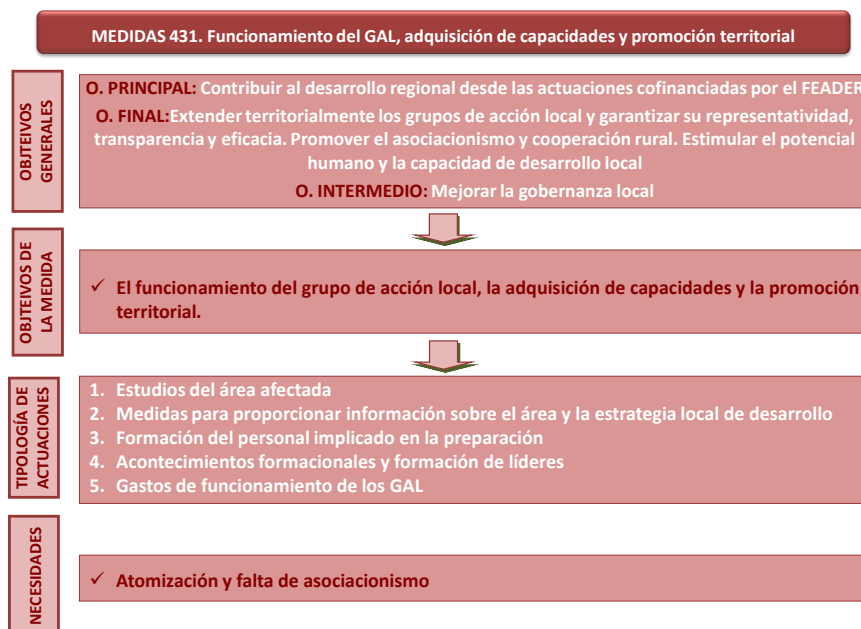 MEDIDAS 431. Funcionamiento del GAL, adquisición de capacidades y promoción territorial
OBJTEIVOS
GENERALES
O. PRINCIPAL: Contribuir al desarrollo regional desde las actuaciones cofinanciadas por el FEADER
O. FINAL:Extender territorialmente los grupos de acción local y garantizar su representatividad,
transparencia y eficacia. Promover el asociacionismo y cooperación rural. Estimular el potencial
humano y la capacidad de desarrollo local
O. INTERMEDIO: Mejorar la gobernanza local
OBJTEIVOS DE
LA MEDIDA
✓ El funcionamiento del grupo de acción local, la adquisición de capacidades y la promoción
territorial.
TIPOLOGÍA DE
ACTUACIONES
1. Estudios del área afectada
2. Medidas para proporcionar información sobre el área y la estrategia local de desarrollo
3. Formación del personal implicado en la preparación
4. Acontecimientos formacionales y formación de líderes
5. Gastos de funcionamiento de los GAL
NECESIDADES
✓ Atomización y falta de asociacionismo